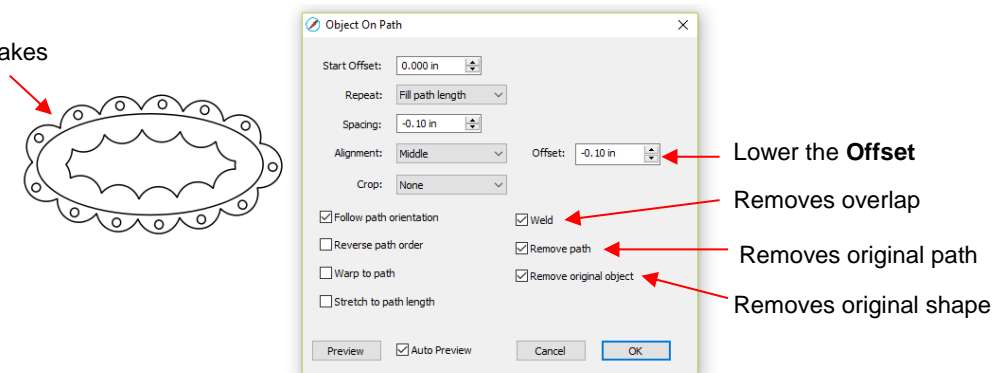 Object On Path
Start Offset: 0.000 in
Repeat: Fill path length
Spacing: -0.10 in
Alignment: Middle Offset: -0.10 in
Crop: None
Follow path orientation
Reverse path order
Warp to path
Stretch to path length
Weld
Remove path
Remove original object
Preview Auto Preview Cancel OK
akes
Lower the Offset
Removes overlap
Removes original path
Removes original shape